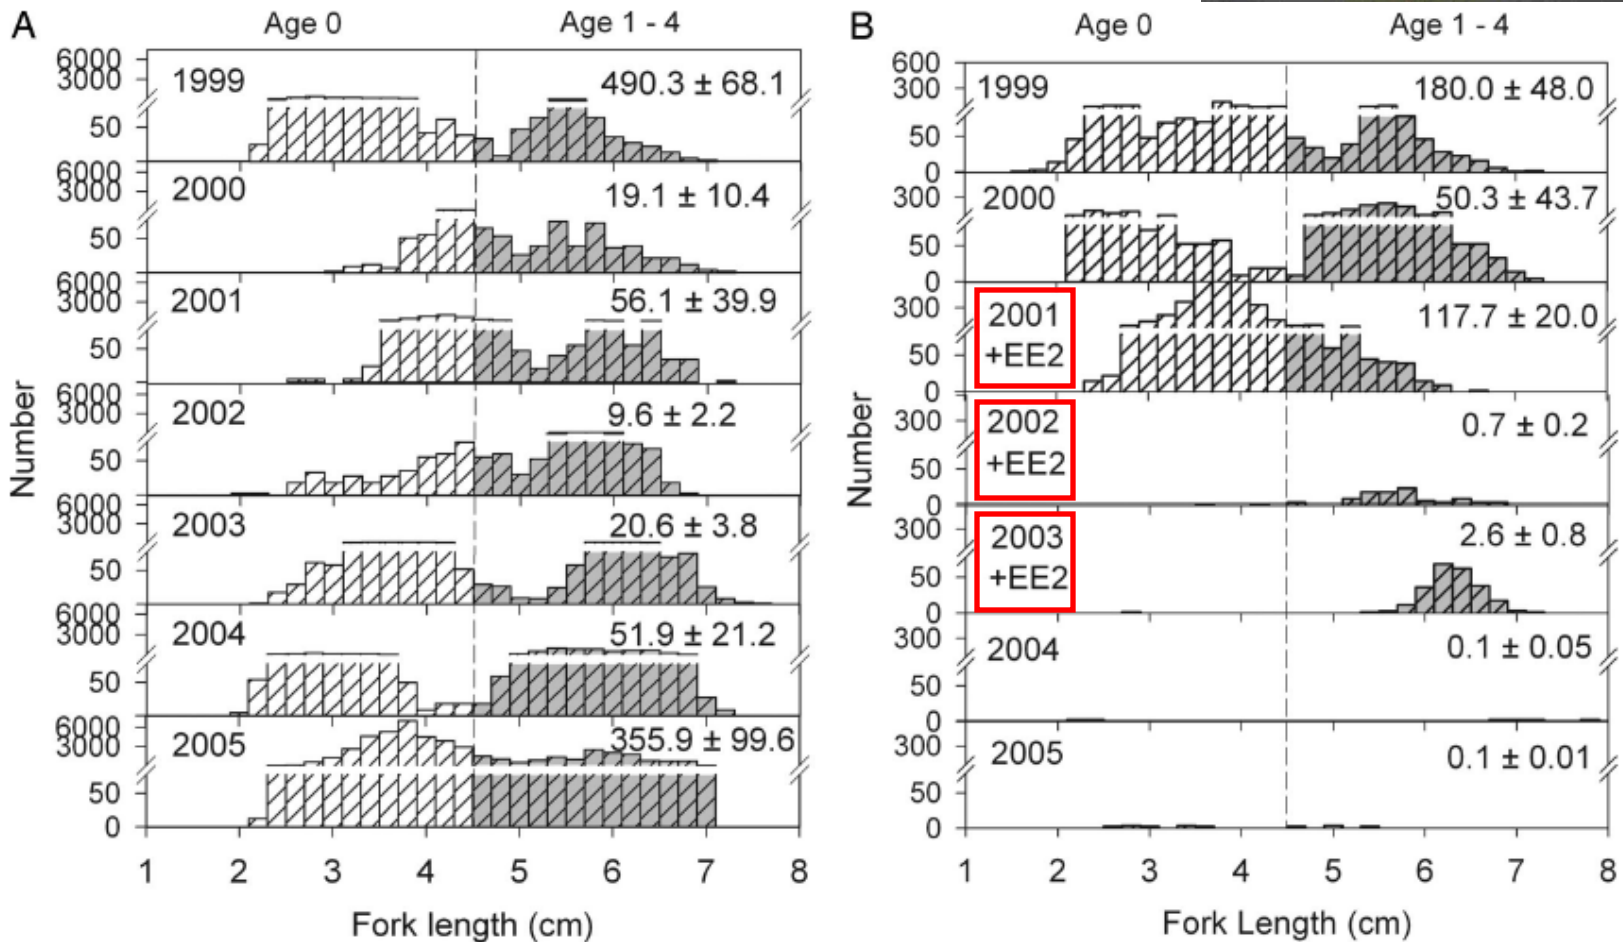 A
Age 0
Age 1 - 4
6000
3000
1999
490.3 ± 68.1
50
6000
3000
2000
19.1 ± 10.4
50
6000
3000
2001
56.1 ± 39.9
50
6000
3000
2002
9.6 ± 2.2
50
6000
3000
2003
20.6 ± 3.8
50
6000
3000
2004
51.9 ± 21.2
50
6000
3000
2005
355.9 ± 99.6
50
0
Number
1 2 3 4 5 6 7 8
Fork length (cm)
B
Age 0
Age 1 - 4
600
300
1999
180.0 ± 48.0
50
0
300
2000
50.3 ± 43.7
50
0
300
2001
+EE2
117.7 ± 20.0
50
0
300
2002
+EE2
0.7 ± 0.2
50
0
300
2003
+EE2
2.6 ± 0.8
50
0
300
2004
0.1 ± 0.05
50
0
300
2005
0.1 ± 0.01
50
0
Number
1 2 3 4 5 6 7 8
Fork Length (cm)